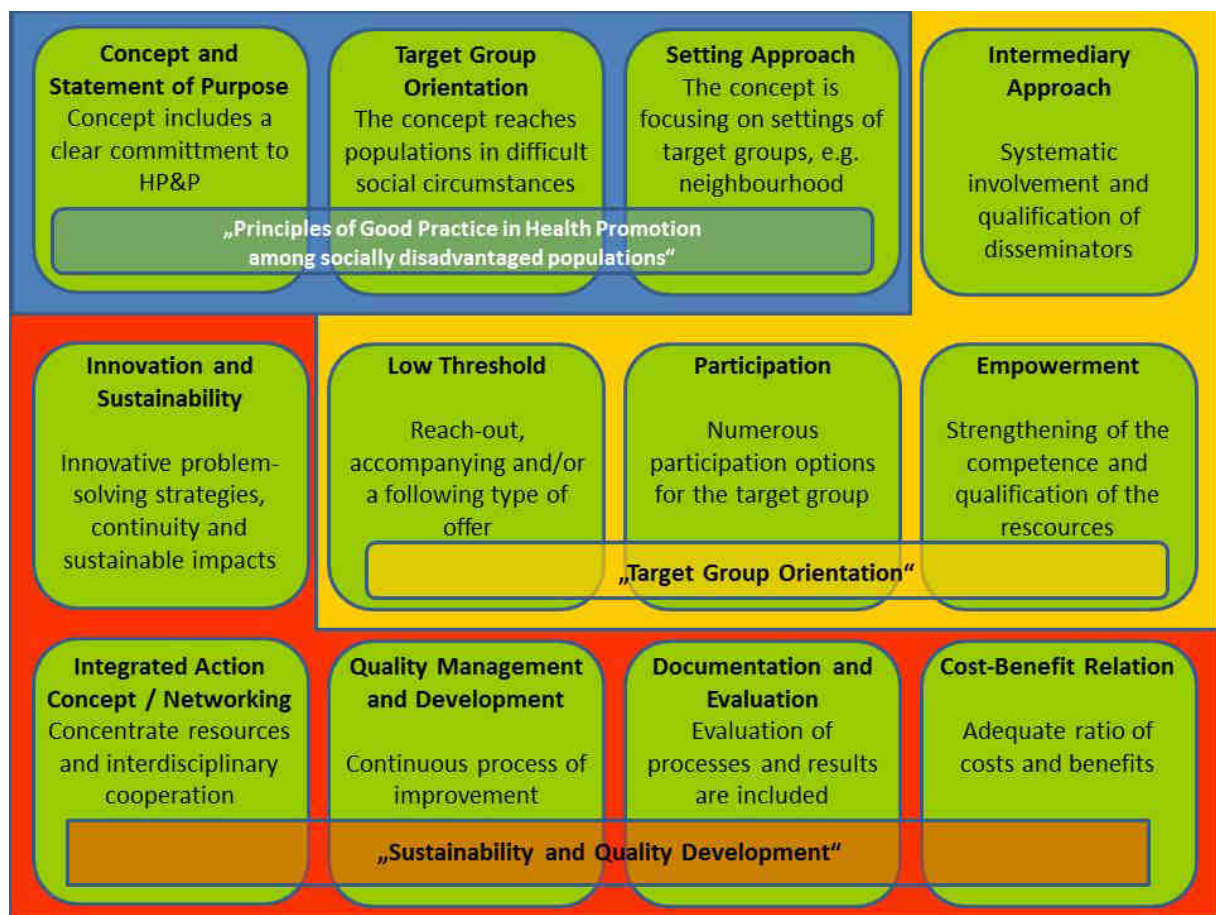 Concept and
Statement of Purpose
Concept includes a
clear committment to
HP&P
Target Group
Orientation
The concept reaches
populations in difficult
social circumstances
Setting Approach
The concept is
focusing on settings of
target groups, e.g.
neighbourhood
„Principles of Good Practice in Health Promotion
among socially disadvantaged populations“
Intermediary
Approach
Systematic
involvement and
qualification of
disseminators
Innovation and
Sustainability
Innovative problem-
solving strategies,
continuity and
sustainable impacts
Low Threshold
Reach-out,
accompanying and/or
a following type of
offer
Participation
Numerous
participation options
for the target group
Empowerment
Strengthening of the
competence and
qualification of the
rescources
„Target Group Orientation“
Integrated Action
Concept / Networking
Concentrate resources
and interdisciplinary
cooperation
Quality Management
and Development
Continuous process of
improvement
Documentation and
Evaluation
Evaluation of
processes and results
are included
Cost-Benefit Relation
Adequate ratio of
costs and benefits
„Sustainability and Quality Development“